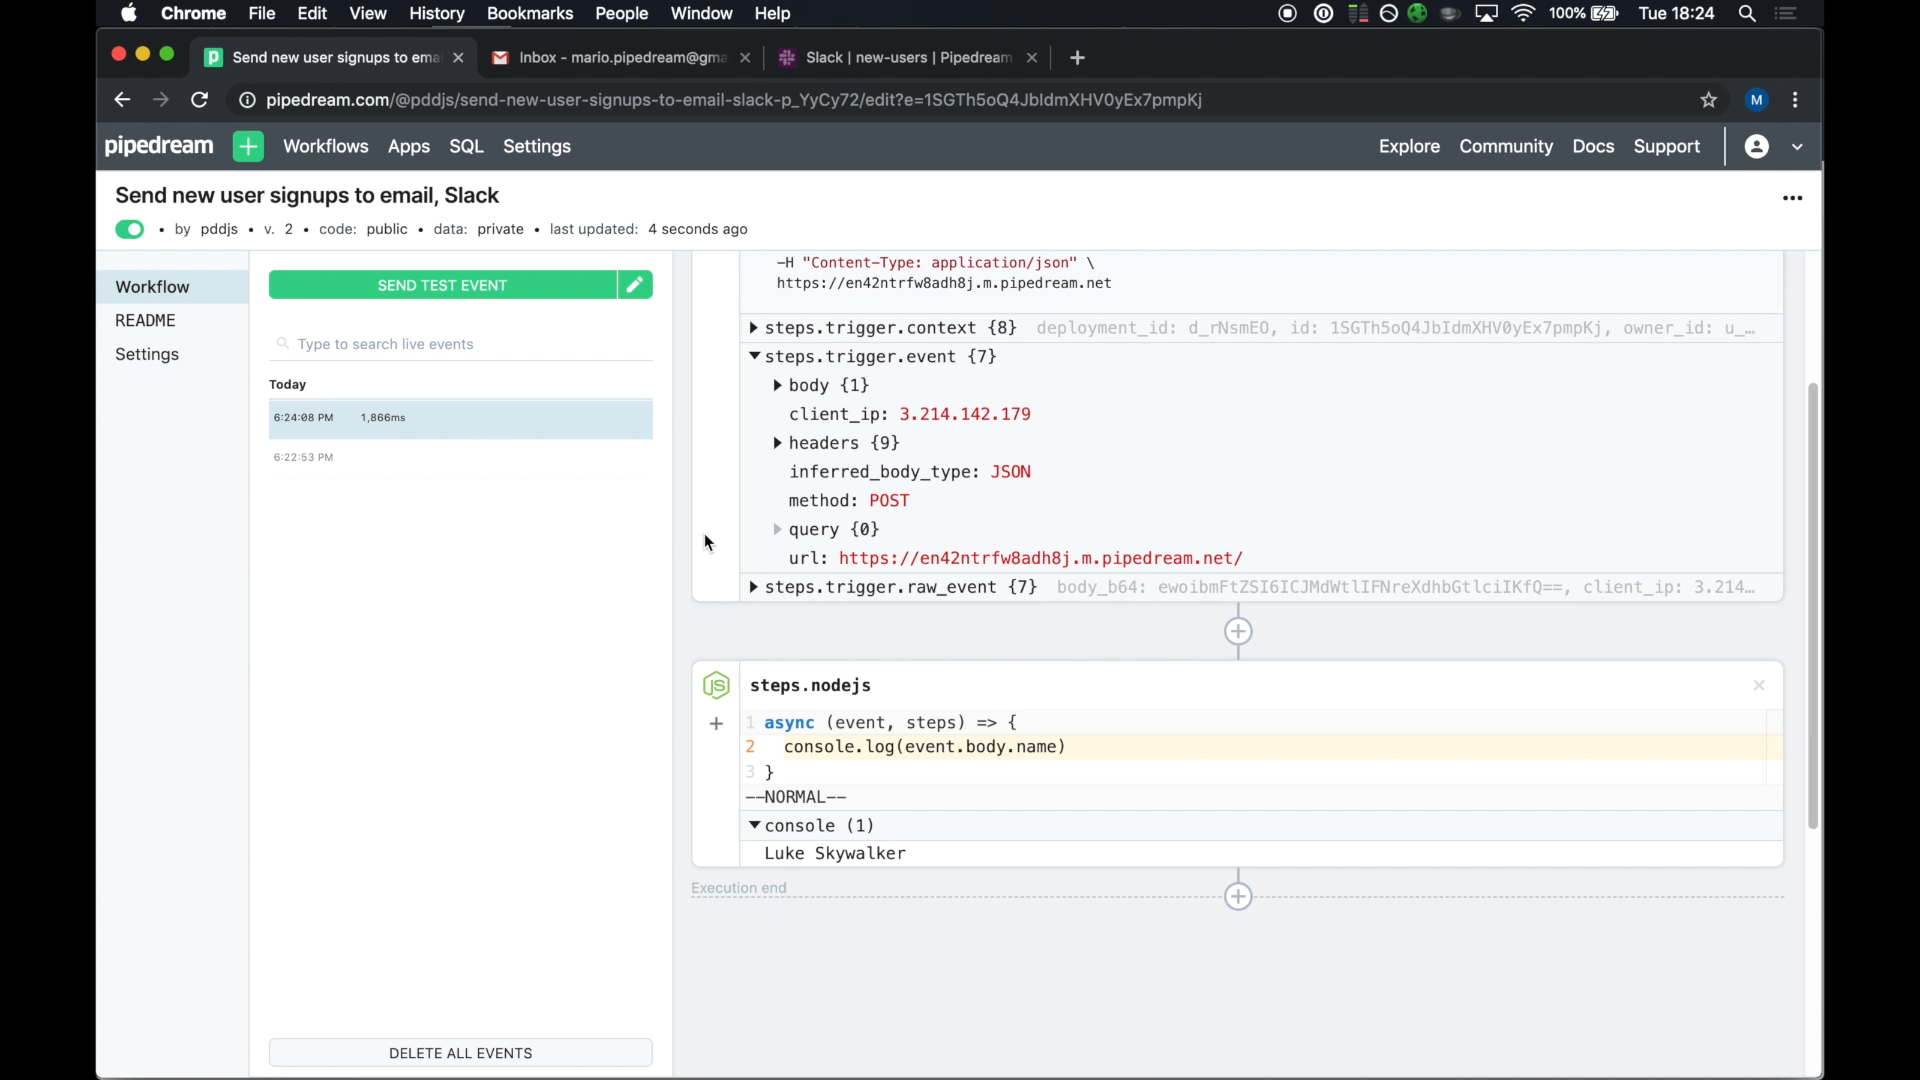 Chrome File Edit View History Bookmarks People Window Help 100% Tue 18:24
Send new user signups to ema Inbox - mario.pipedream@gma Slack | new-users | Pipedream
pipedream.com/@pddjs/send-new-user-signups-to-email-slack-p_YyCy72/edit?e=1SGTh5oQ4JbIdmXHV0yEx7pmpKj M
pipedream Workflows Apps SQL Settings Explore Community Docs Support
Send new user signups to email, Slack
• by pddjs • v. 2 • code: public • data: private • last updated: 4 seconds ago
Workflow
README
Settings
SEND TEST EVENT
Type to search live events
Today
6:24:08 PM 1,866ms
6:22:53 PM
DELETE ALL EVENTS
-H "Content-Type: application/json" \
https://en42ntrfw8adh8j.m.pipedream.net
steps.trigger.context {8} deployment_id: d_rNsmEO, id: 1SGTh5oQ4JbIdmXHV0yEx7pmpKj, owner_id: u_…
steps.trigger.event {7}
body {1}
client_ip: 3.214.142.179
headers {9}
inferred_body_type: JSON
method: POST
query {0}
url: https://en42ntrfw8adh8j.m.pipedream.net/
steps.trigger.raw_event {7} body_b64: ewoibmFtZSI6ICJMdWtlIFNreXdhbGtlciIKfQ==, client_ip: 3.214…
JS steps.nodejs
1 async (event, steps) => {
2 console.log(event.body.name)
3 }
--NORMAL--
console (1)
Luke Skywalker
Execution end